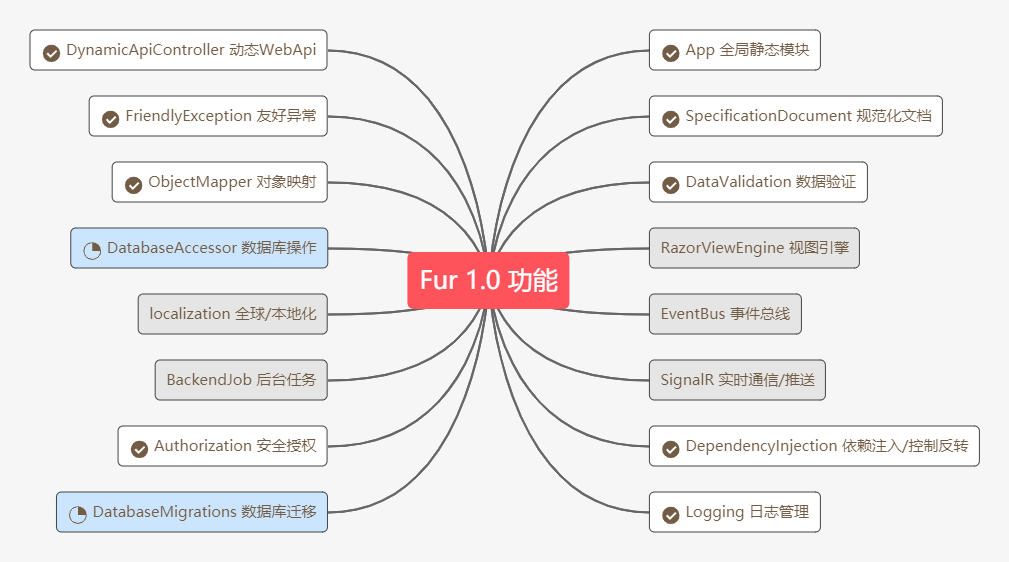 DynamicApiController 动态WebApi
FriendlyException 友好异常
ObjectMapper 对象映射
DatabaseAccessor 数据库操作
localization 全球/本地化
BackendJob 后台任务
Authorization 安全授权
DatabaseMigrations 数据库迁移
Fur 1.0 功能
App 全局静态模块
SpecificationDocument 规范化文档
DataValidation 数据验证
RazorViewEngine 视图引擎
EventBus 事件总线
SignalR 实时通信/推送
DependencyInjection 依赖注入/控制反转
Logging 日志管理